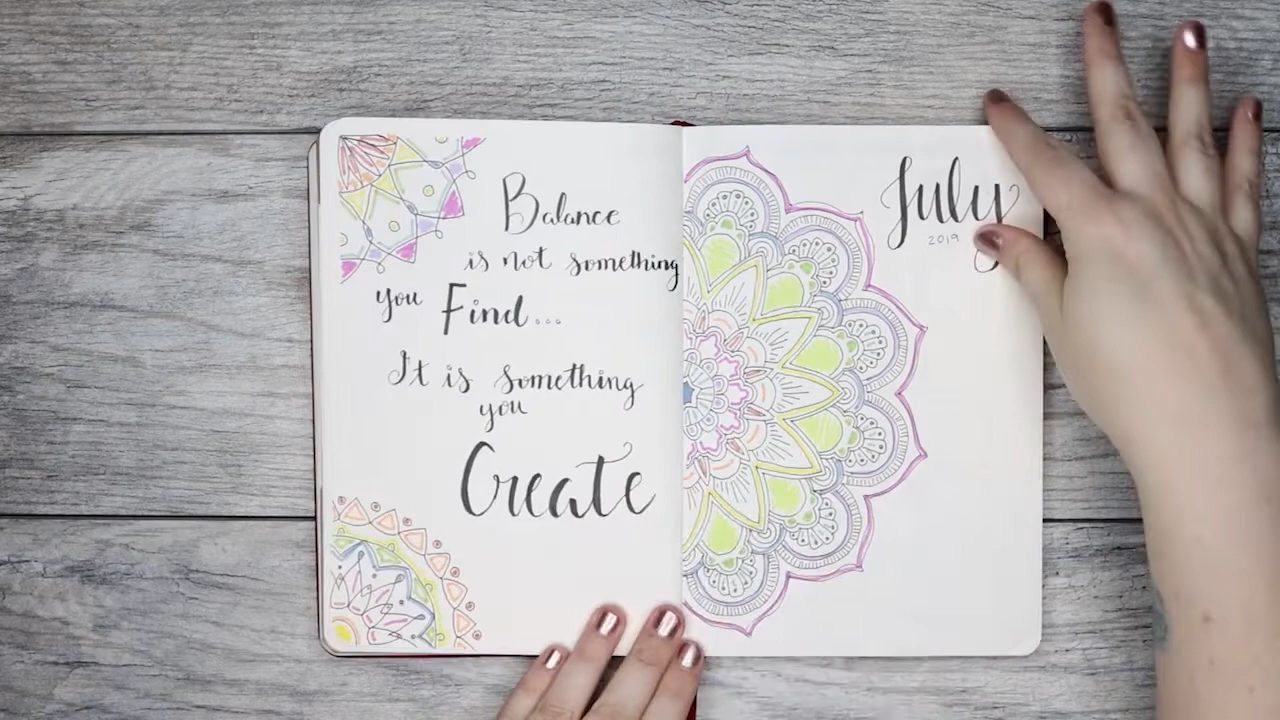 Balance
is not something
you Find...
It is something
you
Create
July
2019